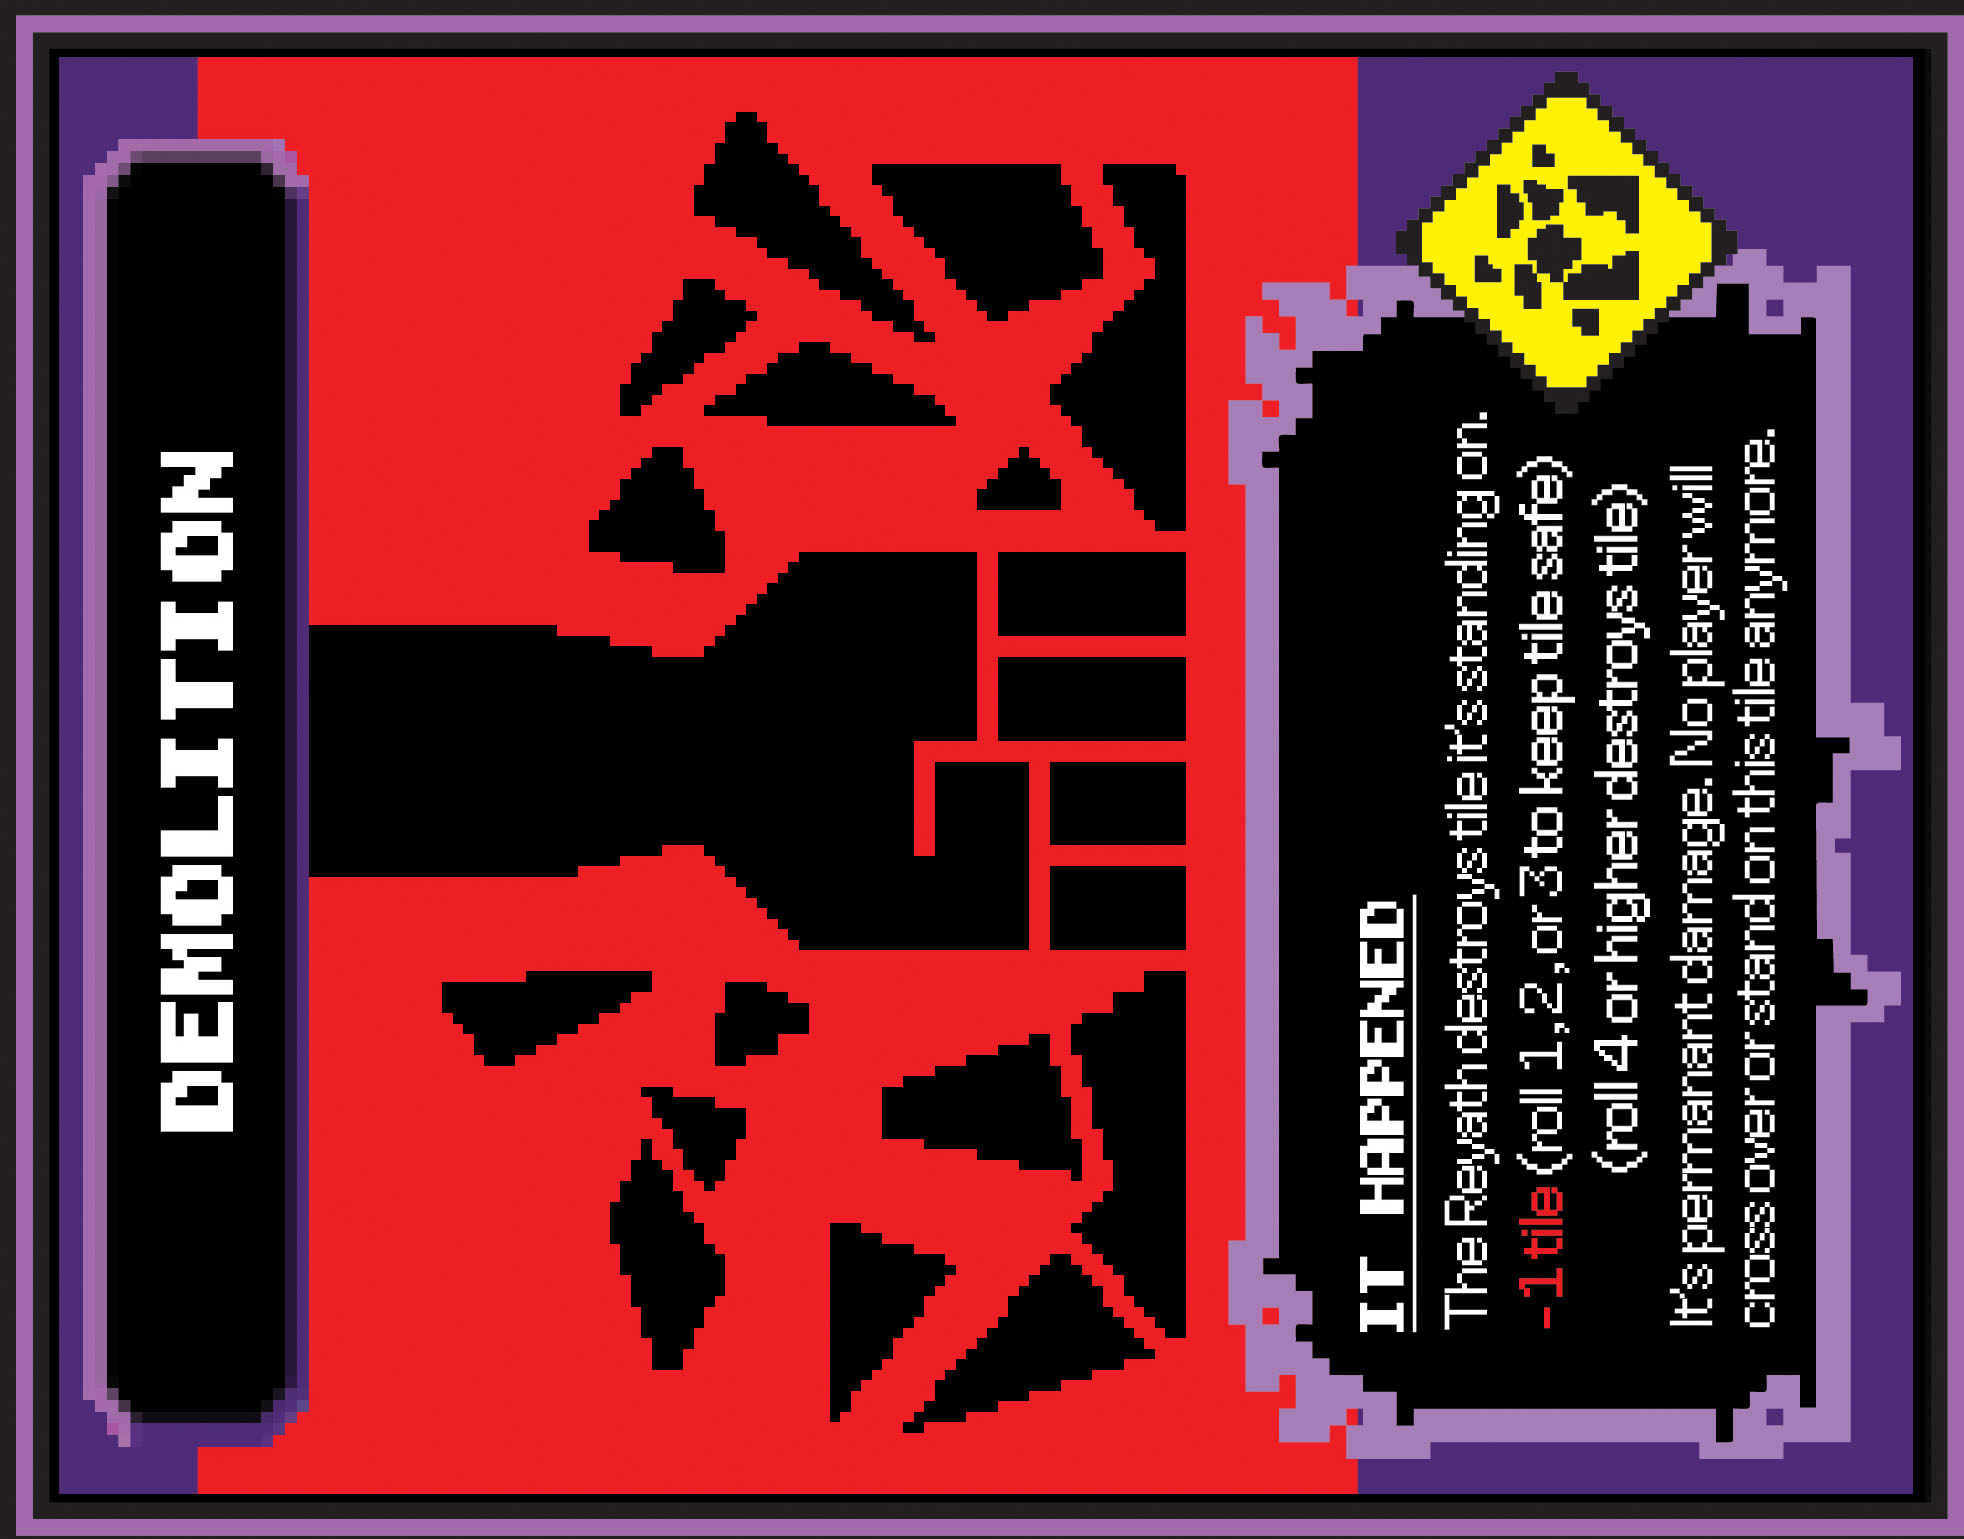 DEMOLITION
IT HAPPENED
The Reyath destroys tile it's standing on.
-1 tile (roll 1, 2, or 3 to keep tile safe)
(roll 4 or higher destroys tile)
It's permanant damage. No player will
cross over or stand on this tile anymore.